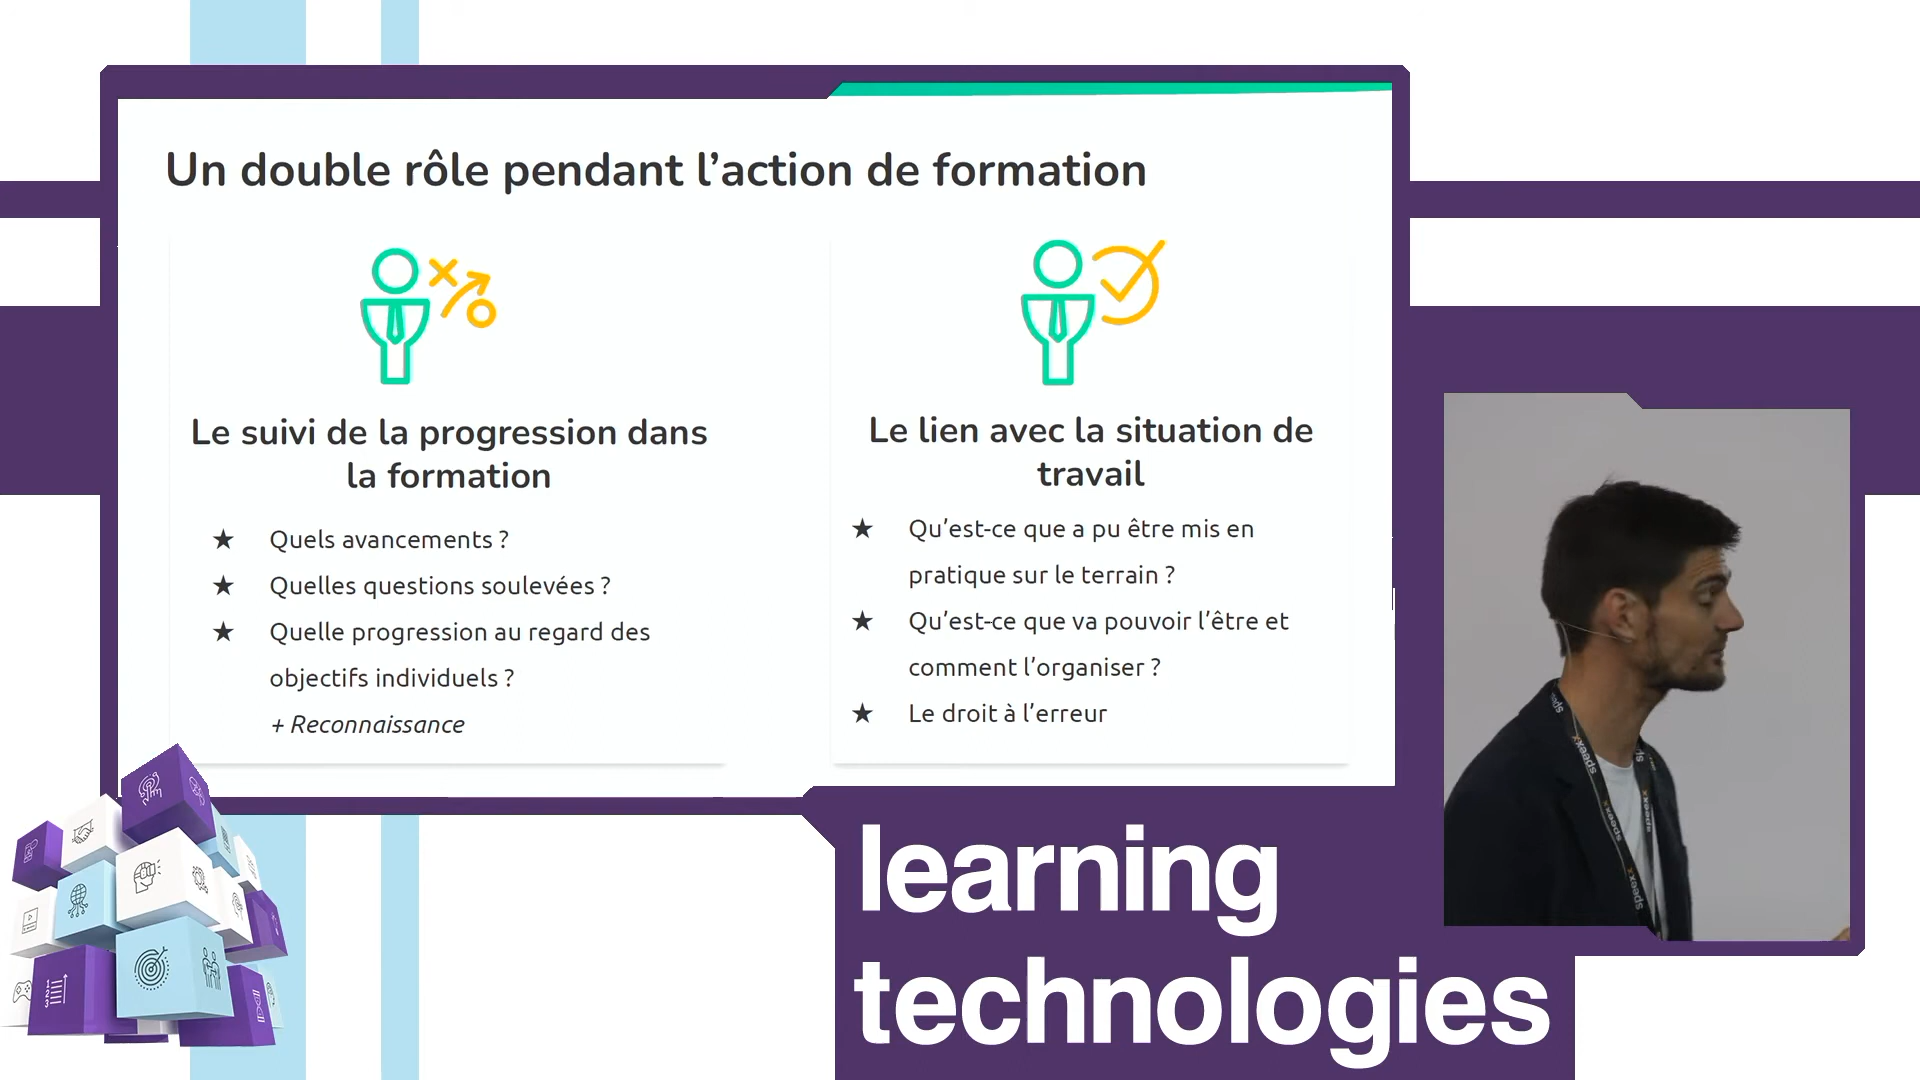 Un double rôle pendant l’action de formation
Le suivi de la progression dans
la formation
★ Quels avancements ?
★ Quelles questions soulevées ?
★ Quelle progression au regard des
objectifs individuels ?
+ Reconnaissance
Le lien avec la situation de
travail
★ Qu’est-ce que a pu être mis en
pratique sur le terrain ?
★ Qu’est-ce que va pouvoir l’être et
comment l’organiser ?
★ Le droit à l’erreur
learning
technologies
speexx
speexx
speexx